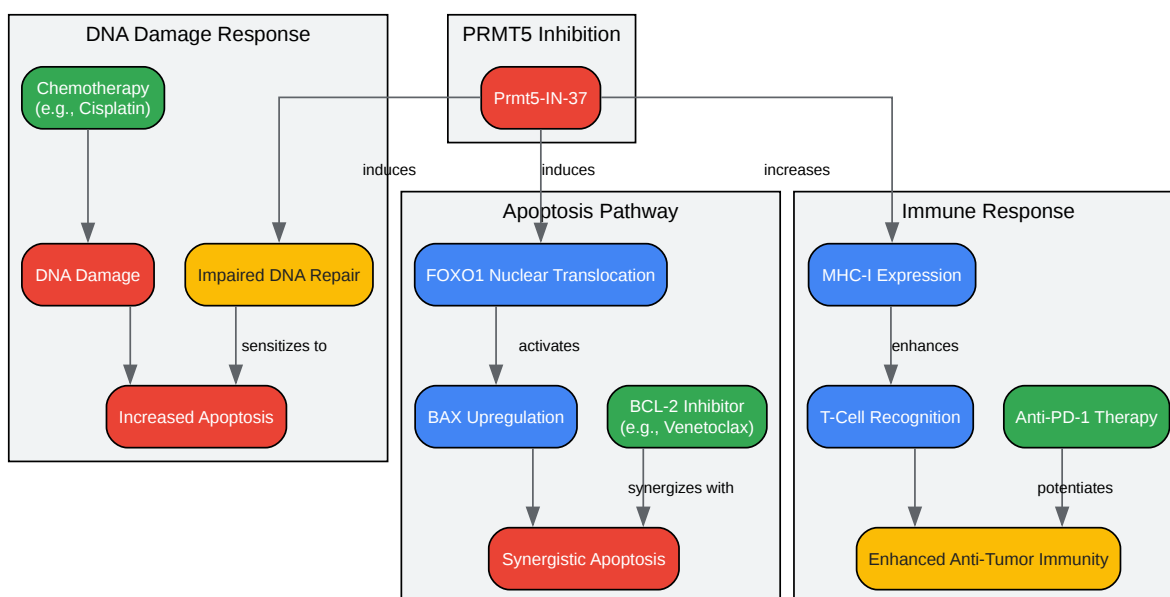 DNA Damage Response
PRMT5 Inhibition
Chemotherapy
(e.g., Cisplatin)
Prmt5-IN-37
induces
induces
increases
Apoptosis Pathway
Immune Response
DNA Damage
Impaired DNA Repair
FOXO1 Nuclear Translocation
MHC-I Expression
sensitizes to
activates
enhances
Increased Apoptosis
BAX Upregulation
BCL-2 Inhibitor
(e.g., Venetoclax)
T-Cell Recognition
Anti-PD-1 Therapy
synergizes with
potentiates
Synergistic Apoptosis
Enhanced Anti-Tumor Immunity